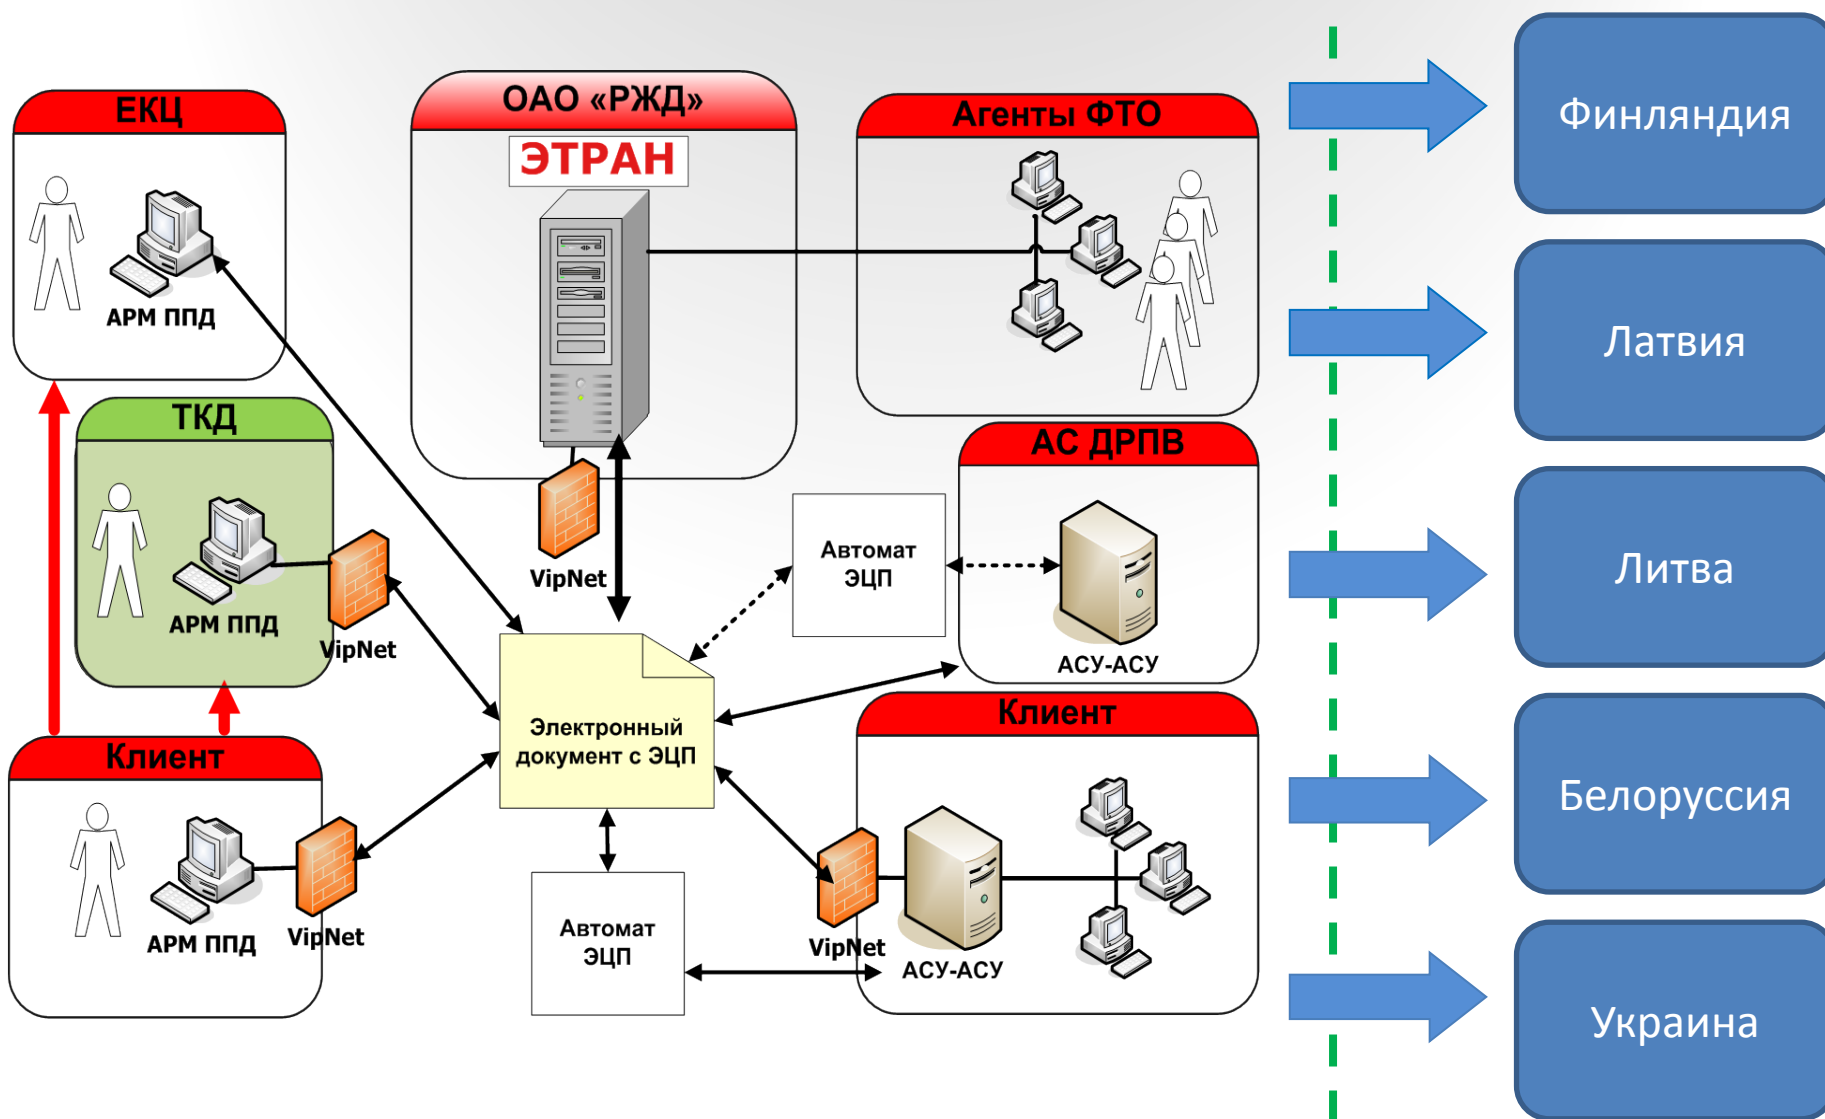 ЕКЦ
АРМ ППД
ОАО «РЖД»
ЭТРАН
VipNet
Агенты ФТО
ТКД
АРМ ППД
VipNet
АС ДРПВ
Автомат
ЭЦП
АСУ-АСУ
Электронный
документ с ЭЦП
Клиент
АРМ ППД
VipNet
Автомат
ЭЦП
Клиент
VipNet
АСУ-АСУ
Финляндия
Латвия
Литва
Белоруссия
Украина